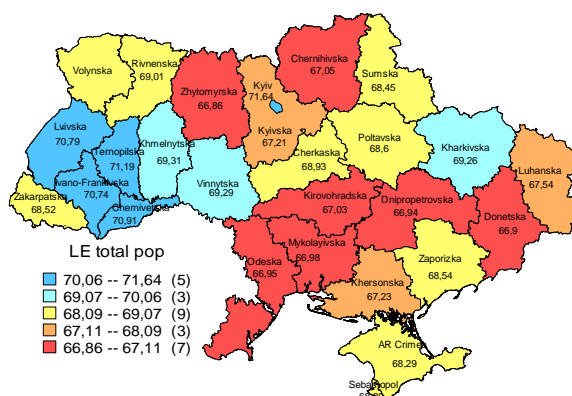 Volynska
Rivnenska
69,01
Zhytomyrska
66,86
Kyiv
71,64
Kyivska
67,21
Chernihivska
67,05
Sumska
68,45
Lvivska
70,79
Ternopilska
71,19
Khmelnytska
69,31
Vinnytska
69,29
Cherkaska
68,93
Poltavska
68,6
Kharkivska
69,26
Luhanska
67,54
Zakarpatska
68,52
Ivano-Frankivska
70,74
Chernivetska
70,91
Kirovohradska
67,03
Dnipropetrovska
66,94
Donetska
66,9
Odeska
66,95
Mykolayivska
66,98
Zaporizka
68,54
Khersonska
67,23
AR Crime
68,29
Sebastopol
LE total pop
70,06 -- 71,64 (5)
69,07 -- 70,06 (3)
68,09 -- 69,07 (9)
67,11 -- 68,09 (3)
66,86 -- 67,11 (7)